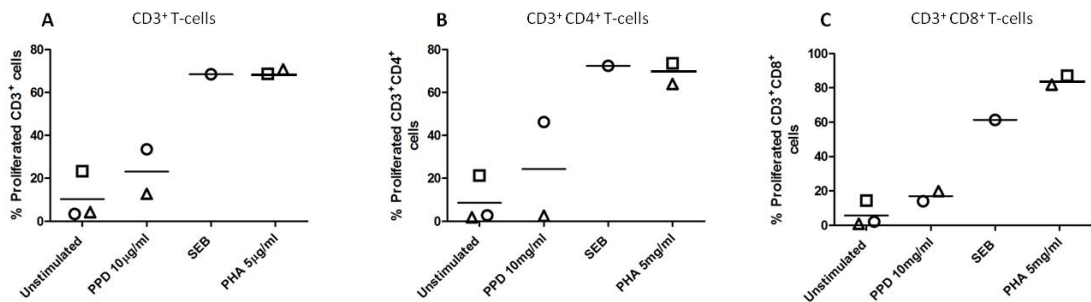 A
CD3⁺ T-cells
% Proliferated CD3⁺ cells
80
60
40
20
0
Unstimulated
PPD 10µg/ml
SEB
PHA 5µg/ml
B
CD3⁺ CD4⁺ T-cells
% Proliferated CD3⁺CD4⁺
cells
80
60
40
20
0
Unstimulated
PPD 10mg/ml
SEB
PHA 5mg/ml
C
CD3⁺ CD8⁺ T-cells
% Proliferated CD3⁺CD8⁺
cells
100
80
60
40
20
0
Unstimulated
PPD 10mg/ml
SEB
PHA 5mg/ml